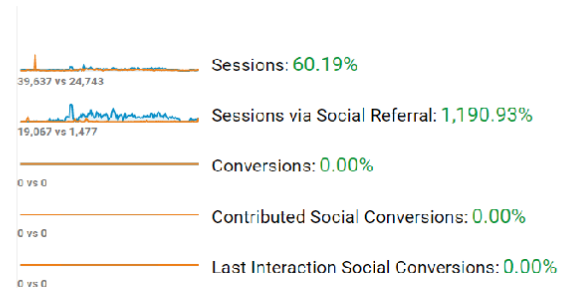 Sessions: 60.19%
39,637 vs 24,743
Sessions via Social Referral: 1,190.93%
19,067 vs 1,477
Conversions: 0.00%
0 vs 0
Contributed Social Conversions: 0.00%
0 vs 0
Last Interaction Social Conversions: 0.00%
0 vs 0